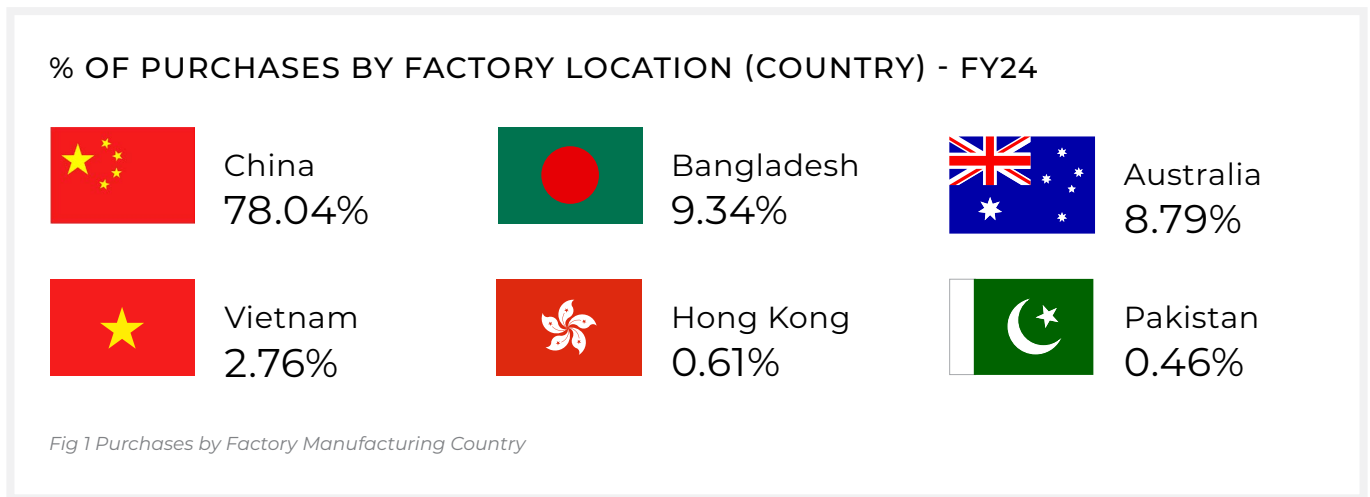 % OF PURCHASES BY FACTORY LOCATION (COUNTRY) - FY24
China
78.04%
Bangladesh
9.34%
Australia
8.79%
Vietnam
2.76%
Hong Kong
0.61%
Pakistan
0.46%
Fig 1 Purchases by Factory Manufacturing Country